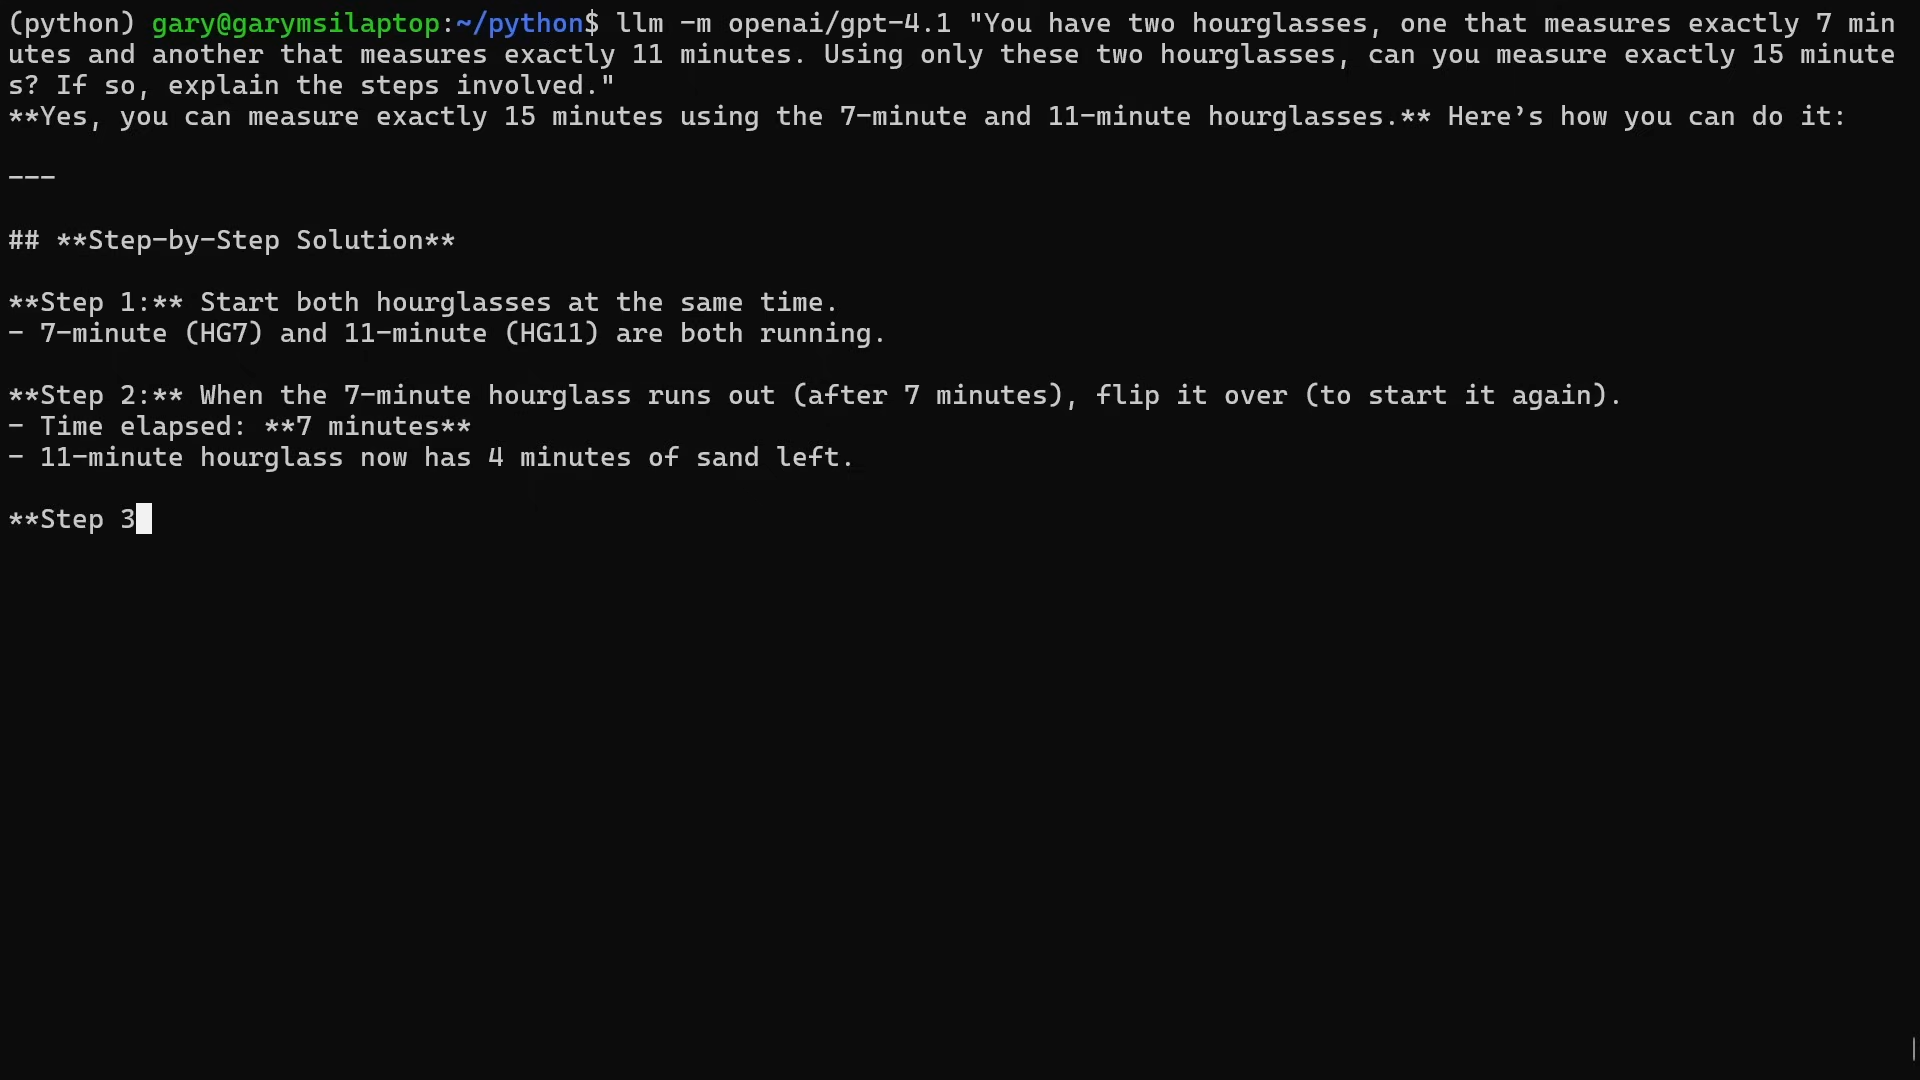 (python) gary@garymsilaptop:~/python$ llm -m openai/gpt-4.1 "You have two hourglasses, one that measures exactly 7 min
utes and another that measures exactly 11 minutes. Using only these two hourglasses, can you measure exactly 15 minute
s? If so, explain the steps involved."
**Yes, you can measure exactly 15 minutes using the 7-minute and 11-minute hourglasses.** Here’s how you can do it:
---
## **Step-by-Step Solution**
**Step 1:** Start both hourglasses at the same time.
- 7-minute (HG7) and 11-minute (HG11) are both running.
**Step 2:** When the 7-minute hourglass runs out (after 7 minutes), flip it over (to start it again).
- Time elapsed: **7 minutes**
- 11-minute hourglass now has 4 minutes of sand left.
**Step 3